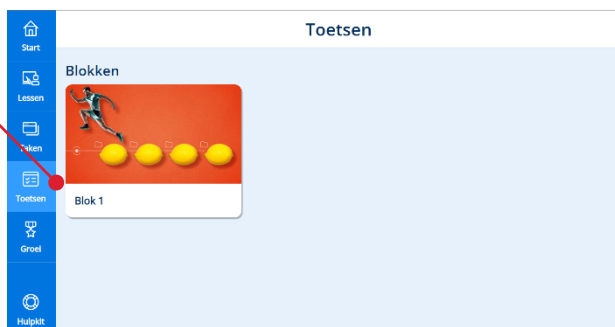 Start
Lessen
Taken
Toetsen
Groei
Hulpkit
Toetsen
Blokken
Blok 1